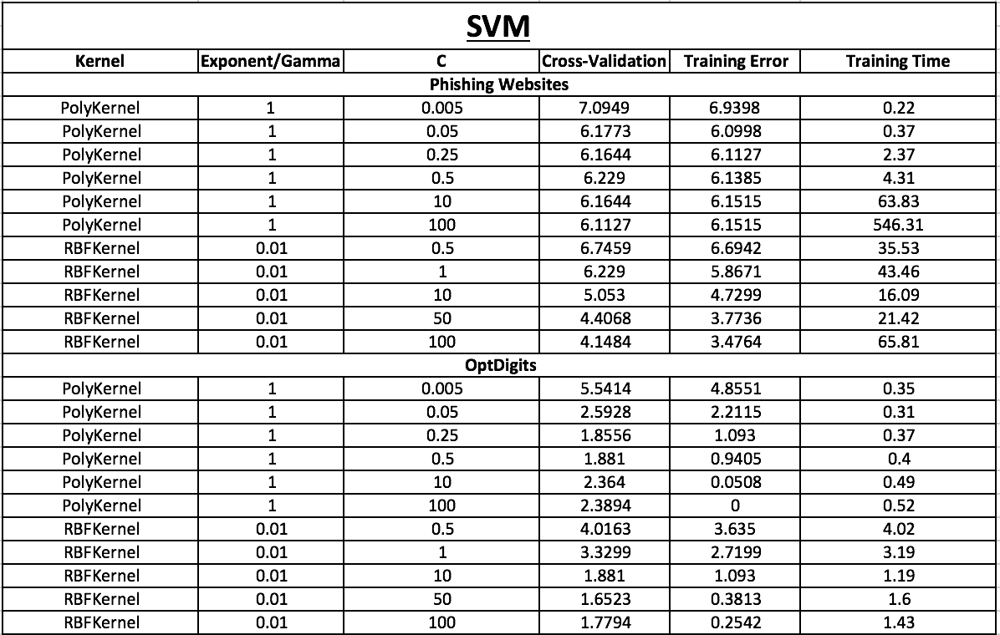 SVM
Kernel Exponent/Gamma C Cross-Validation Training Error Training Time
Phishing Websites
PolyKernel 1 0.005 7.0949 6.9398 0.22
PolyKernel 1 0.05 6.1773 6.0998 0.37
PolyKernel 1 0.25 6.1644 6.1127 2.37
PolyKernel 1 0.5 6.229 6.1385 4.31
PolyKernel 1 10 6.1644 6.1515 63.83
PolyKernel 1 100 6.1127 6.1515 546.31
RBFKernel 0.01 0.5 6.7459 6.6942 35.53
RBFKernel 0.01 1 6.229 5.8671 43.46
RBFKernel 0.01 10 5.053 4.7299 16.09
RBFKernel 0.01 50 4.4068 3.7736 21.42
RBFKernel 0.01 100 4.1484 3.4764 65.81
OptDigits
PolyKernel 1 0.005 5.5414 4.8551 0.35
PolyKernel 1 0.05 2.5928 2.2115 0.31
PolyKernel 1 0.25 1.8556 1.093 0.37
PolyKernel 1 0.5 1.881 0.9405 0.4
PolyKernel 1 10 2.364 0.0508 0.49
PolyKernel 1 100 2.3894 0 0.52
RBFKernel 0.01 0.5 4.0163 3.635 4.02
RBFKernel 0.01 1 3.3299 2.7199 3.19
RBFKernel 0.01 10 1.881 1.093 1.19
RBFKernel 0.01 50 1.6523 0.3813 1.6
RBFKernel 0.01 100 1.7794 0.2542 1.43